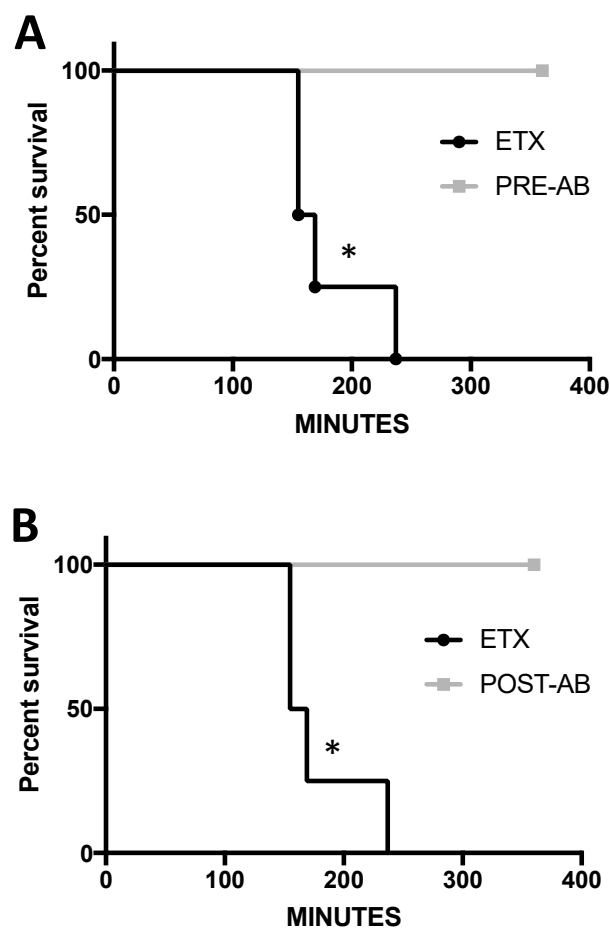 A
Percent survival
100
50
0
0 100 200 300 400
MINUTES
ETX
PRE-AB
*
B
Percent survival
100
50
0
0 100 200 300 400
MINUTES
ETX
POST-AB
*